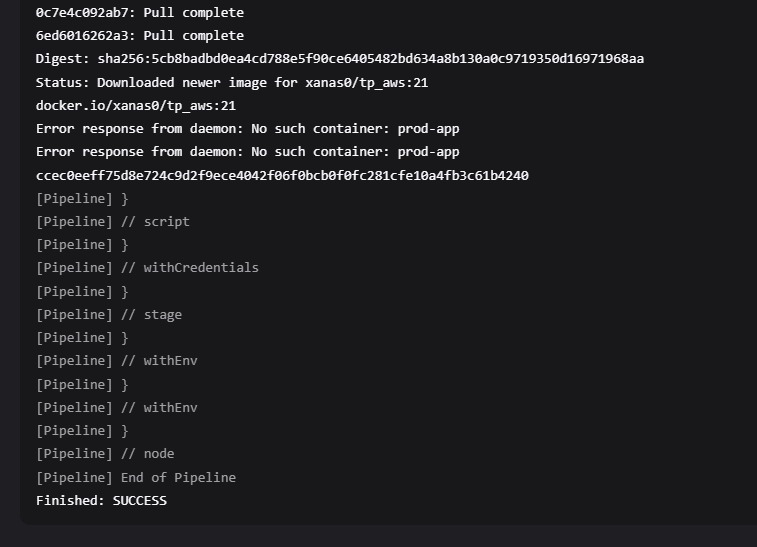 0c7e4c092ab7: Pull complete
6ed6016262a3: Pull complete
Digest: sha256:5cb8badbd0ea4cd788e5f90ce6405482bd634a8b130a0c9719350d16971968aa
Status: Downloaded newer image for xanas0/tp_aws:21
docker.io/xanas0/tp_aws:21
Error response from daemon: No such container: prod-app
Error response from daemon: No such container: prod-app
ccec0eeff75d8e724c9d2f9ece4042f06f0bcb0f0fc281cfe10a4fb3c61b4240
[Pipeline] }
[Pipeline] // script
[Pipeline] }
[Pipeline] // withCredentials
[Pipeline] }
[Pipeline] // stage
[Pipeline] }
[Pipeline] // withEnv
[Pipeline] }
[Pipeline] // withEnv
[Pipeline] }
[Pipeline] // node
[Pipeline] End of Pipeline
Finished: SUCCESS